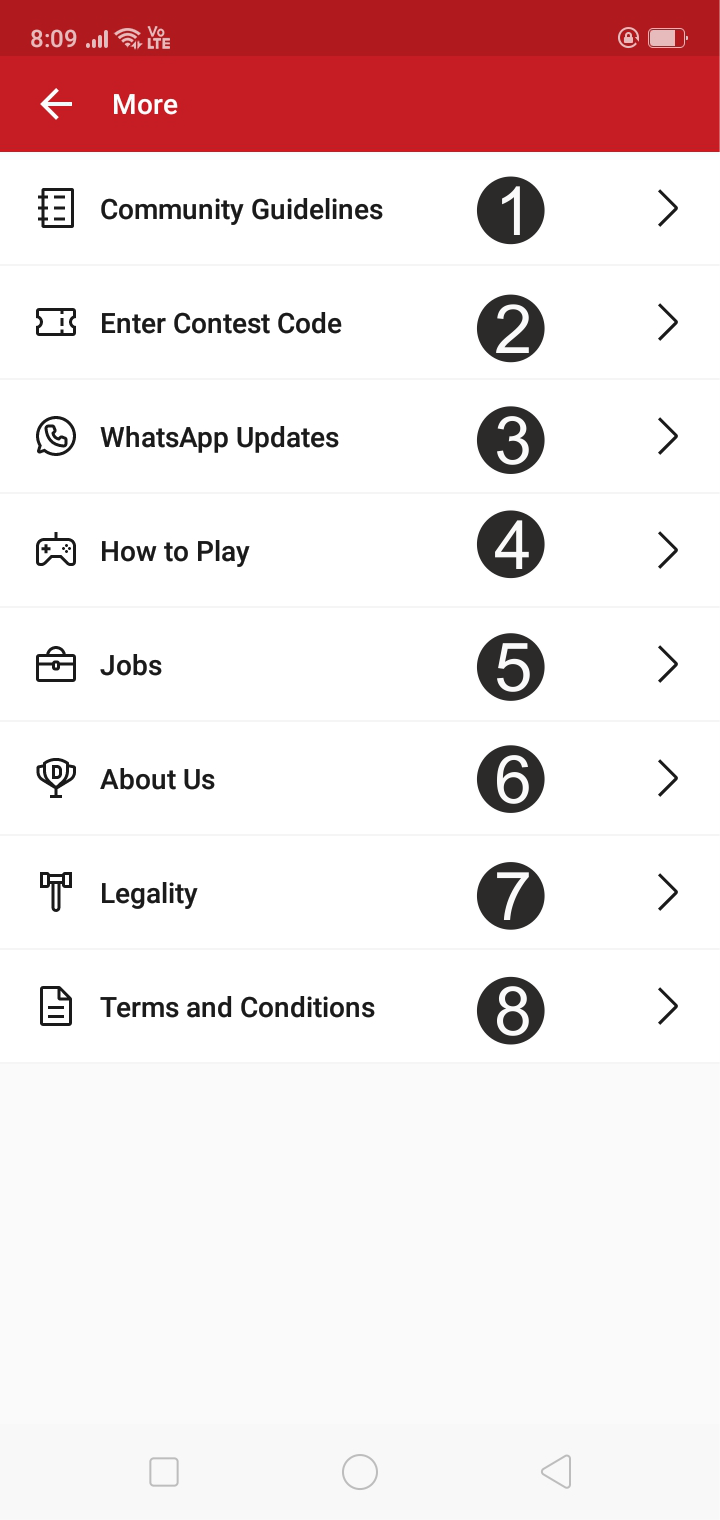 8:09 Vo LTE
More
Community Guidelines 1
Enter Contest Code 2
WhatsApp Updates 3
How to Play 4
Jobs 5
D About Us 6
Legality 7
Terms and Conditions 8